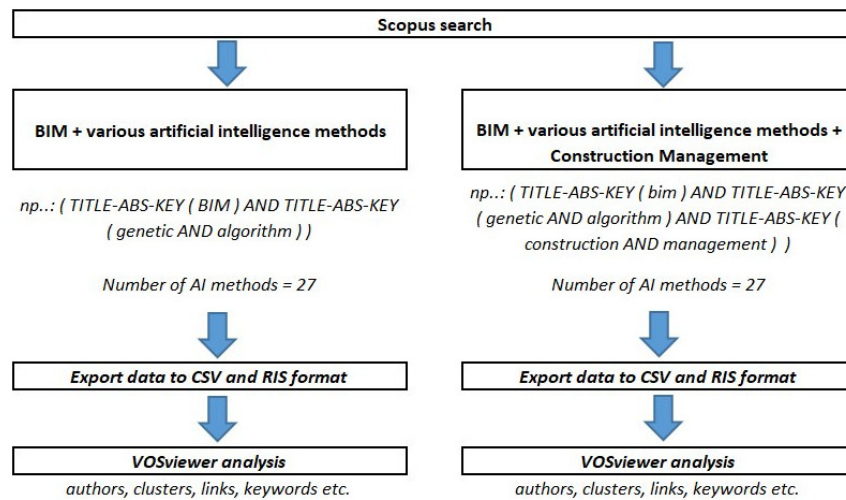 Scopus search
BIM + various artificial intelligence methods
np..: ( TITLE-ABS-KEY ( BIM ) AND TITLE-ABS-KEY
( genetic AND algorithm ) )
Number of AI methods = 27
Export data to CSV and RIS format
VOSviewer analysis
authors, clusters, links, keywords etc.
BIM + various artificial intelligence methods +
Construction Management
np..: ( TITLE-ABS-KEY ( bim ) AND TITLE-ABS-KEY
( genetic AND algorithm ) AND TITLE-ABS-KEY (
construction AND management ) )
Number of AI methods = 27
Export data to CSV and RIS format
VOSviewer analysis
authors, clusters, links, keywords etc.